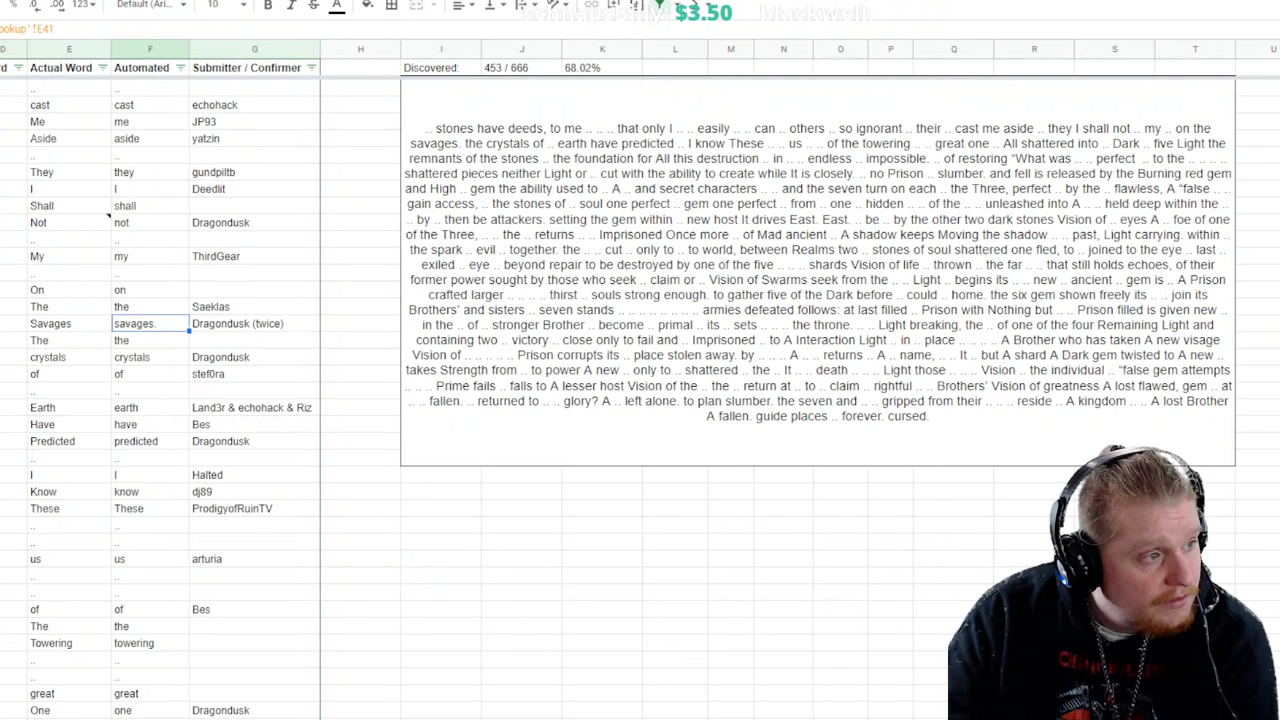 % .0 .00 123 Default (Ari... 10 B I S A
$3.50 Mackwelk
ookup'!E41
D E F G H I J K L M N O P Q R S T U
d Actual Word Automated Submitter / Confirmer Discovered: 453 / 666 68.02%
.. ..
cast cast echohack
Me me JP93
Aside aside yatzin
.. ..
They they gundpiltb
I I Deedlit
Shall shall
Not not Dragondusk
.. ..
My my ThirdGear
.. ..
On on
The the Saeklas
Savages savages. Dragondusk (twice)
The the
crystals crystals Dragondusk
of of stef0ra
.. ..
Earth earth Land3r & echohack & Riz
Have have Bes
Predicted predicted Dragondusk
.. ..
I I Halted
Know know dj89
These These ProdigyofRuinTV
.. ..
.. ..
us us arturia
.. ..
.. ..
of of Bes
The the
Towering towering
.. ..
.. ..
great great
One one Dragondusk
.. stones have deeds, to me .. .. .. that only I .. .. easily .. .. can .. others .. so ignorant .. their .. cast me aside .. they I shall not .. my .. on the
savages. the crystals of .. earth have predicted .. I know These .. .. us .. .. of the towering .. .. great one .. All shattered into .. Dark .. five Light the
remnants of the stones .. the foundation for All this destruction .. in .. .. endless .. impossible. .. of restoring “What was .. .. perfect .. to the .. .. .. ..
shattered pieces neither Light or .. cut with the ability to create while It is closely. .. no Prison .. slumber. and fell is released by the Burning red gem
and High .. gem the ability used to .. A .. and secret characters .. .. and the seven turn on each .. the Three, perfect .. by the .. flawless, A “false ..
gain access, .. the stones of .. soul one perfect .. gem one perfect .. from .. one .. hidden .. .. of the .. .. unleashed into A .. .. held deep within the ..
.. by .. then be attackers. setting the gem within .. new host It drives East. East. .. be .. by the other two dark stones Vision of .. eyes A .. foe of one
of the Three, .. .. the .. returns .. Imprisoned Once more .. of Mad ancient .. A shadow keeps Moving the shadow .. .. past, Light carrying. within ..
the spark .. evil .. together. the .. .. cut .. only to .. to world, between Realms two .. stones of soul shattered one fled, to .. joined to the eye .. last ..
exiled .. eye .. beyond repair to be destroyed by one of the five .. .. .. shards Vision of life .. thrown .. the far .. .. that still holds echoes, of their
former power sought by those who seek .. claim or .. Vision of Swarms seek from the .. .. Light .. begins its .. .. new .. ancient .. gem is .. A Prison
crafted larger .. .. .. .. thirst .. souls strong enough. to gather five of the Dark before .. could .. home. the six gem shown freely its .. .. join its
Brothers’ and sisters .. seven stands .. .. .. .. .. armies defeated follows: at last filled .. Prison with Nothing but .. .. Prison filled is given new ..
in the .. of .. stronger Brother .. become .. primal .. its .. sets .. .. the throne. .. .. Light breaking, the .. of one of the four Remaining Light and
containing two .. victory .. close only to fail and .. Imprisoned .. to A Interaction Light .. in .. place .. .. .. A Brother who has taken A new visage
Vision of .. .. .. .. .. Prison corrupts its .. place stolen away. by .. .. A .. .. returns .. A .. name, .. .. It .. but A shard A Dark gem twisted to A new ..
takes Strength from .. to power A new .. only to .. shattered .. the .. It .. death .. .. Light those .. .. .. Vision .. the individual .. “false gem attempts
.. .. .. Prime fails .. falls to A lesser host Vision of the .. the .. return at .. to claim .. rightful .. .. Brothers’ Vision of greatness A lost flawed, gem .. at
.. .. fallen. .. returned to .. .. glory? A .. left alone. to plan slumber. the seven and .. .. gripped from their .. .. .. reside .. A kingdom .. .. A lost Brother
A fallen. guide places .. forever. cursed.